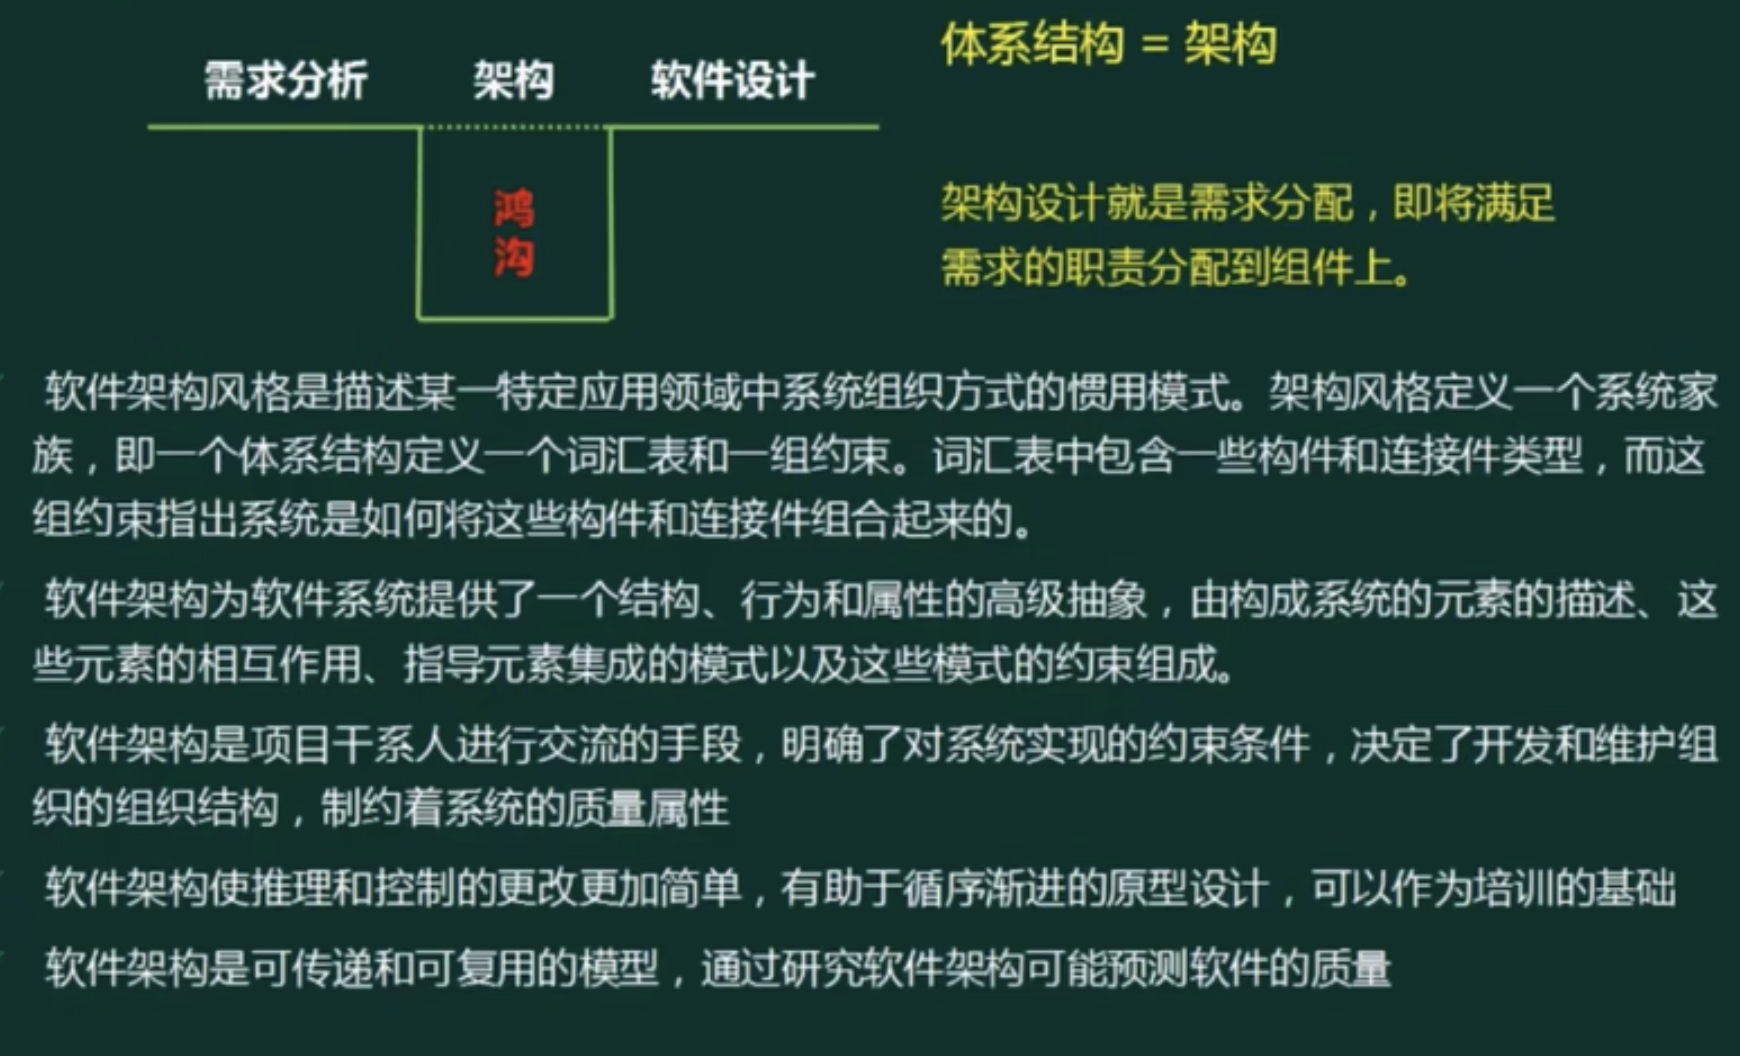 需求分析 架构 软件设计
鸿
沟
体系结构 = 架构
架构设计就是需求分配，即将满足
需求的职责分配到组件上。
软件架构风格是描述某一特定应用领域中系统组织方式的惯用模式。架构风格定义一个系统家
族，即一个体系结构定义一个词汇表和一组约束。词汇表中包含一些构件和连接件类型，而这
组约束指出系统是如何将这些构件和连接件组合起来的。
软件架构为软件系统提供了一个结构、行为和属性的高级抽象，由构成系统的元素的描述、这
些元素的相互作用、指导元素集成的模式以及这些模式的约束组成。
软件架构是项目干系人进行交流的手段，明确了对系统实现的约束条件，决定了开发和维护组
织的组织结构，制约着系统的质量属性
软件架构使推理和控制的更改更加简单，有助于循序渐进的原型设计，可以作为培训的基础
软件架构是可传递和可复用的模型，通过研究软件架构可能预测软件的质量